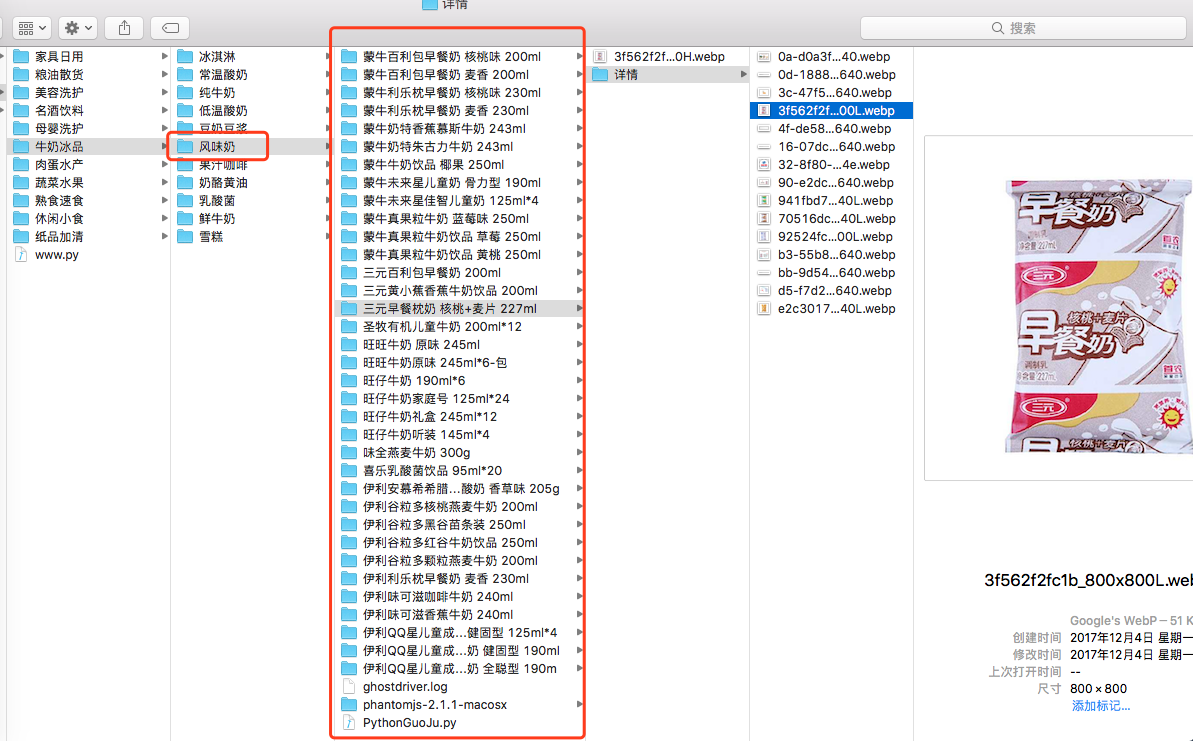 详情
搜索
家具日用
粮油散货
美容洗护
名酒饮料
母婴洗护
牛奶冰品
肉蛋水产
蔬菜水果
熟食速食
休闲小食
纸品加清
www.py
冰淇淋
常温酸奶
纯牛奶
低温酸奶
豆奶豆浆
风味奶
果汁咖啡
奶酪黄油
乳酸菌
鲜牛奶
雪糕
蒙牛百利包早餐奶 核桃味 200ml
蒙牛百利包早餐奶 麦香 200ml
蒙牛利乐枕早餐奶 核桃味 230ml
蒙牛利乐枕早餐奶 麦香 230ml
蒙牛奶特香蕉慕斯牛奶 243ml
蒙牛奶特朱古力牛奶 243ml
蒙牛牛奶饮品 椰果 250ml
蒙牛未来星儿童奶 骨力型 190ml
蒙牛未来星佳智儿童奶 125ml*4
蒙牛真果粒牛奶 蓝莓味 250ml
蒙牛真果粒牛奶饮品 草莓 250ml
蒙牛真果粒牛奶饮品 黄桃 250ml
三元百利包早餐奶 200ml
三元黄小蕉香蕉牛奶饮品 200ml
三元早餐枕奶 核桃+麦片 227ml
圣牧有机儿童牛奶 200ml*12
旺旺牛奶 原味 245ml
旺旺牛奶原味 245ml*6-包
旺仔牛奶 190ml*6
旺仔牛奶家庭号 125ml*24
旺仔牛奶礼盒 245ml*12
旺仔牛奶听装 145ml*4
味全燕麦牛奶 300g
喜乐乳酸菌饮品 95ml*20
伊利安慕希希腊...酸奶 香草味 205g
伊利谷粒多核桃燕麦牛奶 200ml
伊利谷粒多黑谷苗条装 250ml
伊利谷粒多红谷牛奶饮品 250ml
伊利谷粒多颗粒燕麦牛奶 200ml
伊利利乐枕早餐奶 麦香 230ml
伊利味可滋咖啡牛奶 240ml
伊利味可滋香蕉牛奶 240ml
伊利QQ星儿童成...健固型 125ml*4
伊利QQ星儿童成...奶 健固型 190ml
伊利QQ星儿童成...奶 全聪型 190m
ghostdriver.log
phantomjs-2.1.1-macosx
PythonGuoJu.py
3f562f2f...0H.webp
详情
0a-d0a3f...40.webp
0d-1888...640.webp
3c-47f5...640.webp
3f562f2f...00L.webp
4f-de58...640.webp
16-07dc...640.webp
32-8f80-...4e.webp
90-e2dc...640.webp
941fbd7...40L.webp
70516dc...40L.webp
92524fc...00L.webp
b3-55b8...640.webp
bb-9d54...640.webp
d5-f7d2...640.webp
e2c3017...40L.webp
早餐奶
调制乳
净含量 227mL
首农
三元
核桃+麦片
早餐奶
调制乳
净含量 227mL
首农
三元
核桃+麦片
3f562f2fc1b_800x800L.web
Google's WebP – 51 K
创建时间 2017年12月4日 星期一
修改时间 2017年12月4日 星期一
上次打开时间 --
尺寸 800 × 800
添加标记...